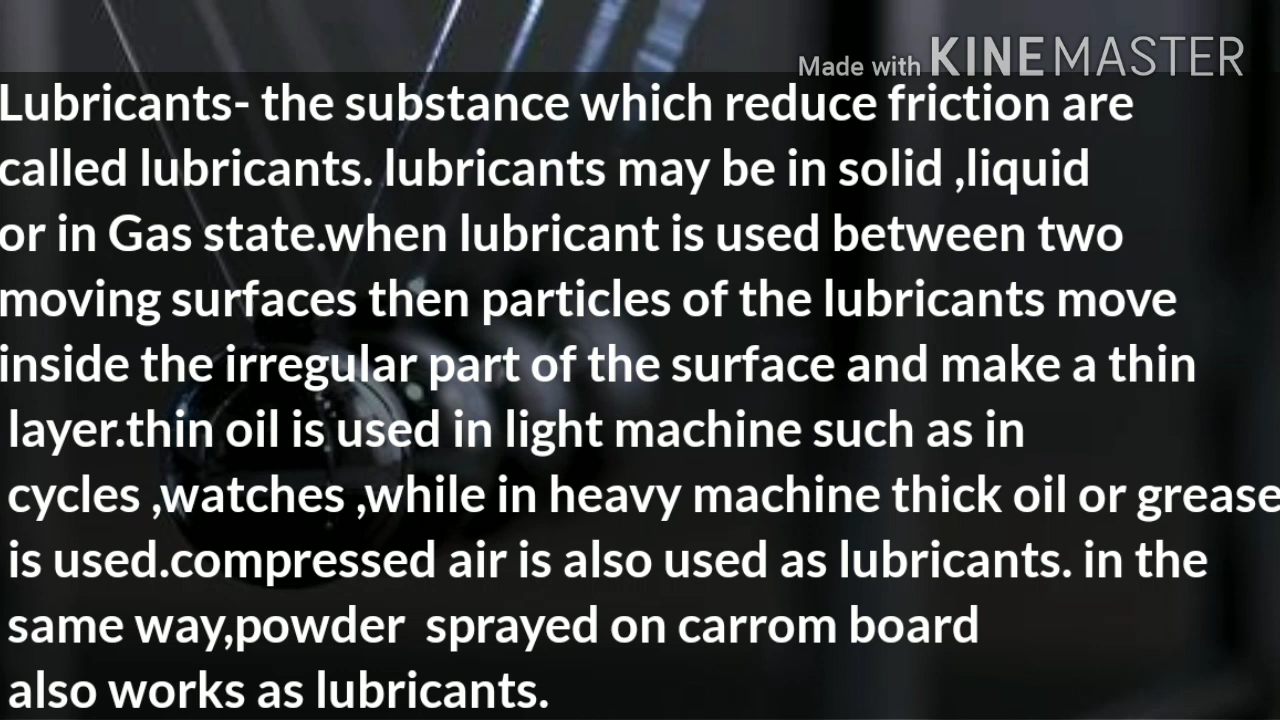 Made with KINEMASTER
Lubricants- the substance which reduce friction are
called lubricants. lubricants may be in solid ,liquid
or in Gas state.when lubricant is used between two
moving surfaces then particles of the lubricants move
inside the irregular part of the surface and make a thin
layer.thin oil is used in light machine such as in
cycles ,watches ,while in heavy machine thick oil or grease
is used.compressed air is also used as lubricants. in the
same way,powder  sprayed on carrom board
also works as lubricants.